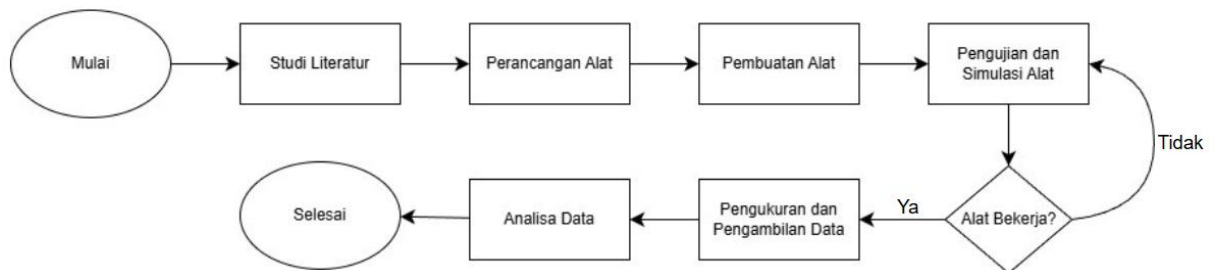 Mulai
Studi Literatur
Perancangan Alat
Pembuatan Alat
Pengujian dan
Simulasi Alat
Tidak
Alat Bekerja?
Ya
Pengukuran dan
Pengambilan Data
Analisa Data
Selesai